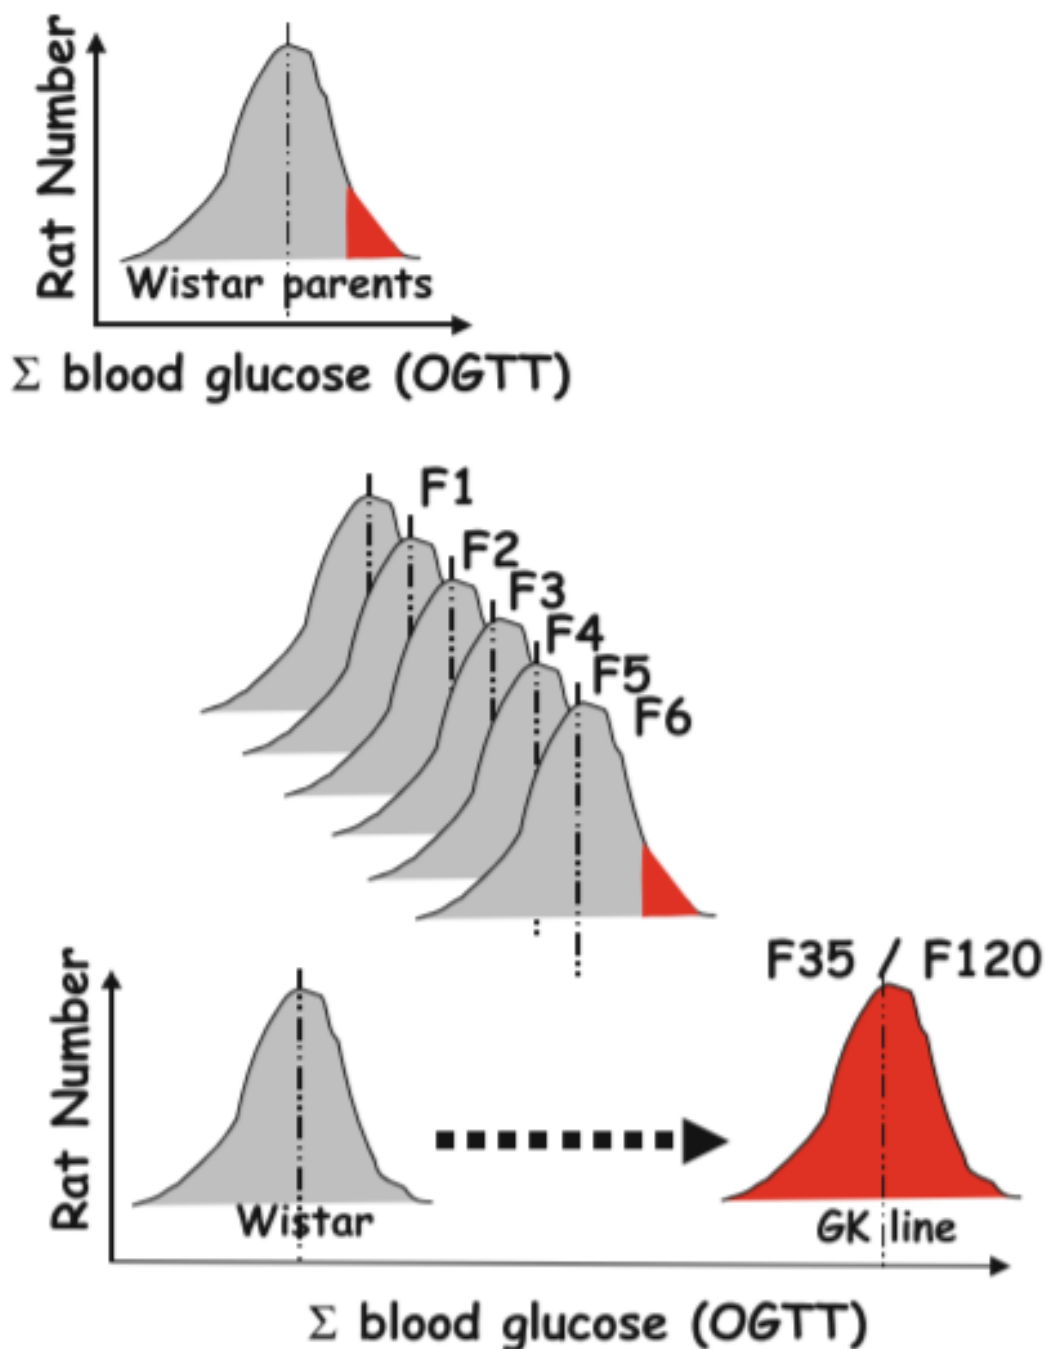 Rat Number
Wistar parents
Σ blood glucose (OGTT)
F1
F2
F3
F4
F5
F6
F35 / F120
Rat Number
Wistar
GK line
Σ blood glucose (OGTT)